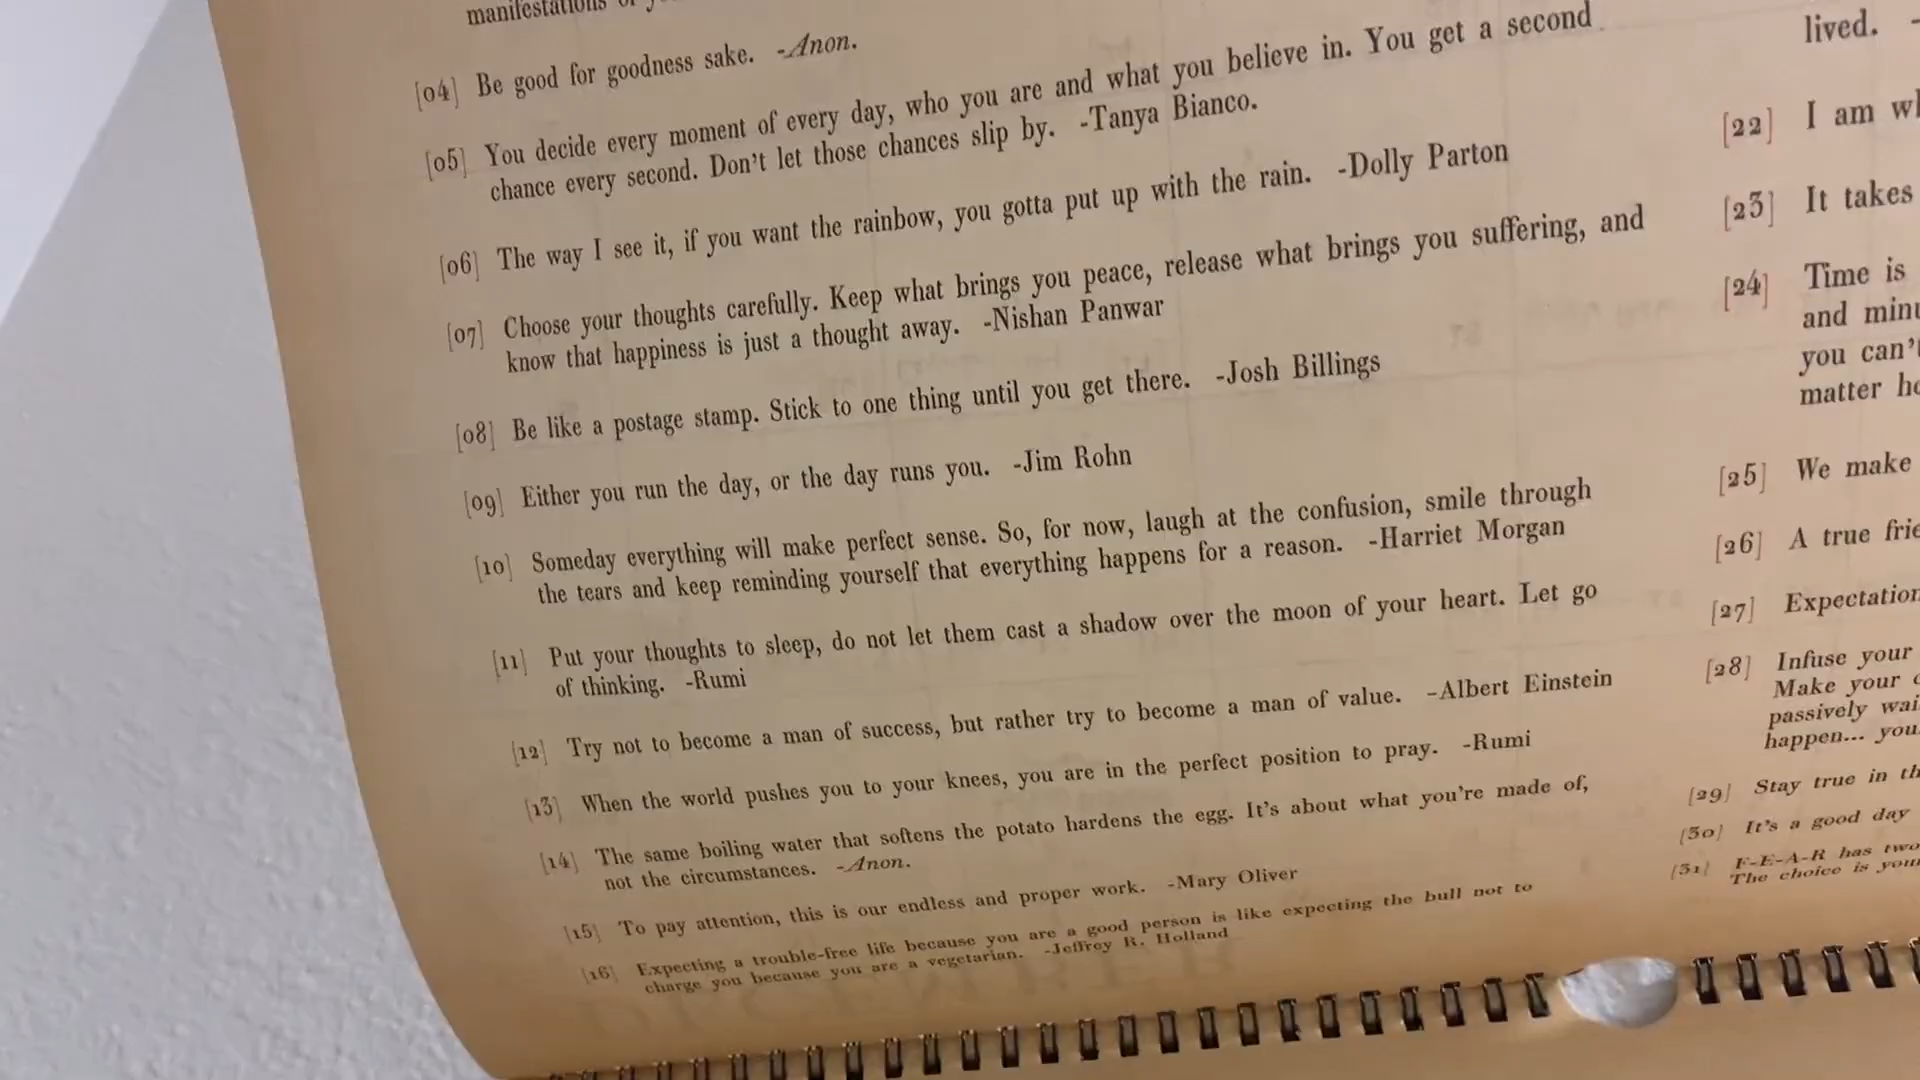 manifestations of
[04] Be good for goodness sake. -Anon.
[05] You decide every moment of every day, who you are and what you believe in. You get a second
chance every second. Don't let those chances slip by. -Tanya Bianco.
[06] The way I see it, if you want the rainbow, you gotta put up with the rain. -Dolly Parton
[07] Choose your thoughts carefully. Keep what brings you peace, release what brings you suffering, and
know that happiness is just a thought away. -Nishan Panwar
[08] Be like a postage stamp. Stick to one thing until you get there. -Josh Billings
[09] Either you run the day, or the day runs you. -Jim Rohn
[10] Someday everything will make perfect sense. So, for now, laugh at the confusion, smile through
the tears and keep reminding yourself that everything happens for a reason. -Harriet Morgan
[11] Put your thoughts to sleep, do not let them cast a shadow over the moon of your heart. Let go
of thinking. -Rumi
[12] Try not to become a man of success, but rather try to become a man of value. -Albert Einstein
[13] When the world pushes you to your knees, you are in the perfect position to pray. -Rumi
[14] The same boiling water that softens the potato hardens the egg. It's about what you're made of,
not the circumstances. -Anon.
[15] To pay attention, this is our endless and proper work. -Mary Oliver
[16] Expecting a trouble-free life because you are a good person is like expecting the bull not to
charge you because you are a vegetarian. -Jeffrey R. Holland
lived. -
[22] I am
[23] It takes
[24] Time is
and
you can't
matter
[25] We make
[26] A true
[27]
[28] Infuse your
Make your
passively
happen... you
[29] Stay true in
[30] It's a good day
[31] F-E-A-R has two
The choice is